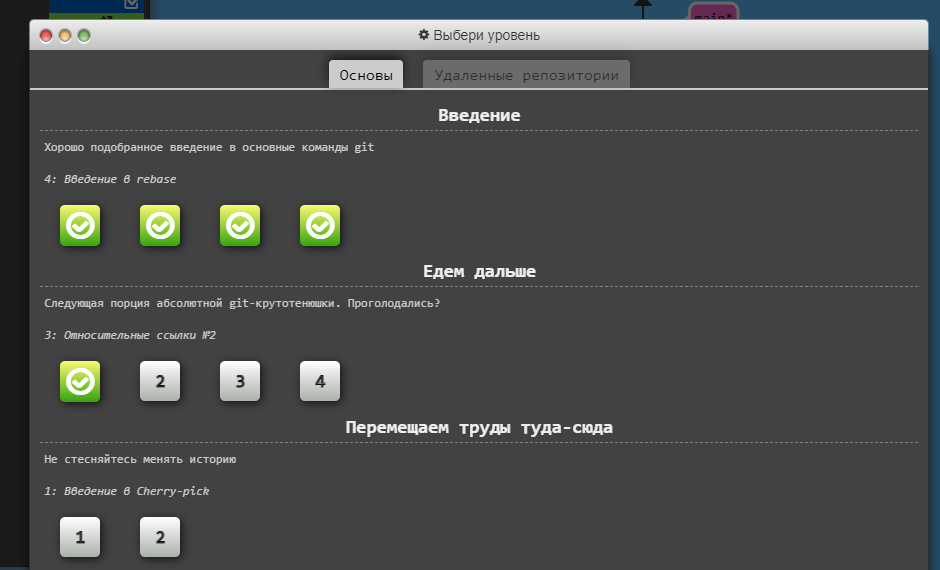 main*
Выбери уровень
Основы
Удаленные репозитории
Введение
Хорошо подобранное введение в основные команды git
4: Введение в rebase
Едем дальше
Следующая порция абсолютной git-крутотенюшки. Проголодались?
3: Относительные ссылки №2
2 3 4
Перемещаем труды туда-сюда
Не стесняйтесь менять историю
1: Введение в Cherry-pick
1 2